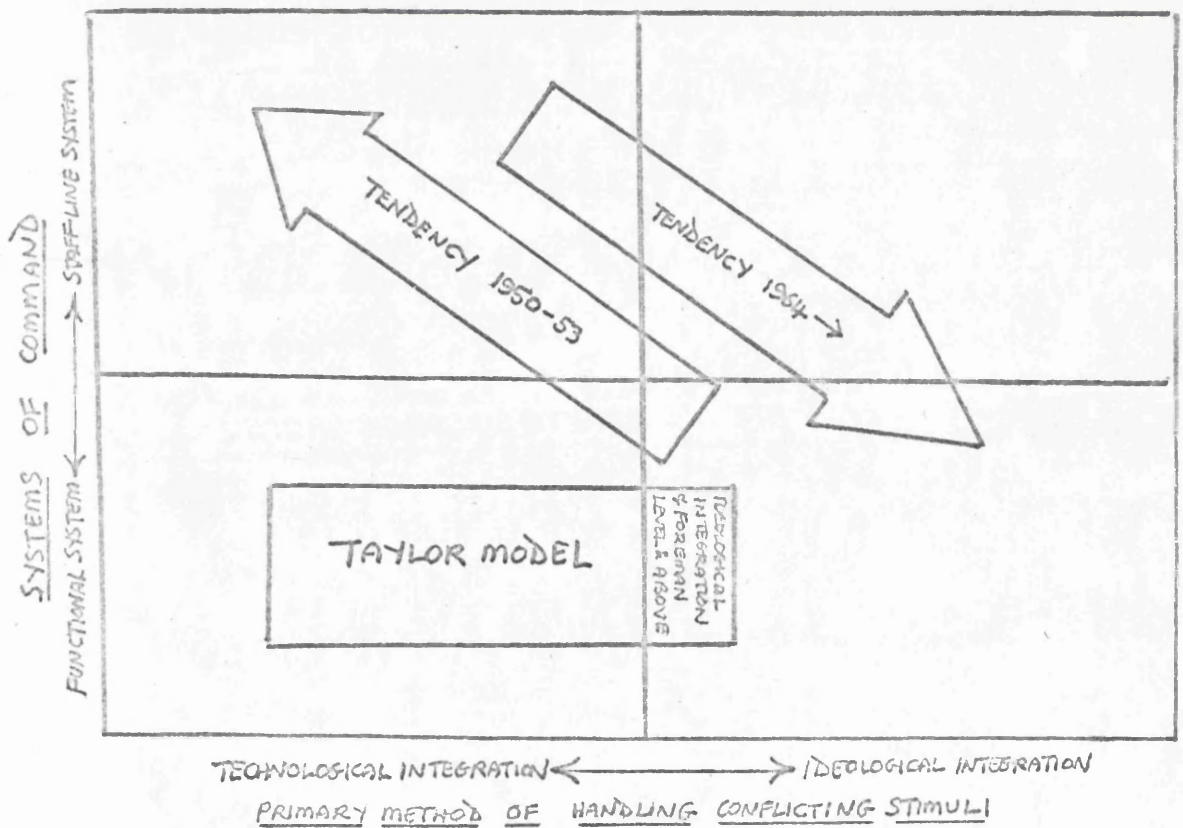 SYSTEMS OF COMMAND
FUNCTIONAL SYSTEM ←→ STAFF-LINE SYSTEM
TENDENCY 1950-53
TENDENCY 1954 →
TAYLOR MODEL
IDEOLOGICAL
INTEGRATION
@ FOREMAN
LEVEL & ABOVE
TECHNOLOGICAL INTEGRATION ←→ IDEOLOGICAL INTEGRATION
PRIMARY METHOD OF HANDLING CONFLICTING STIMULI